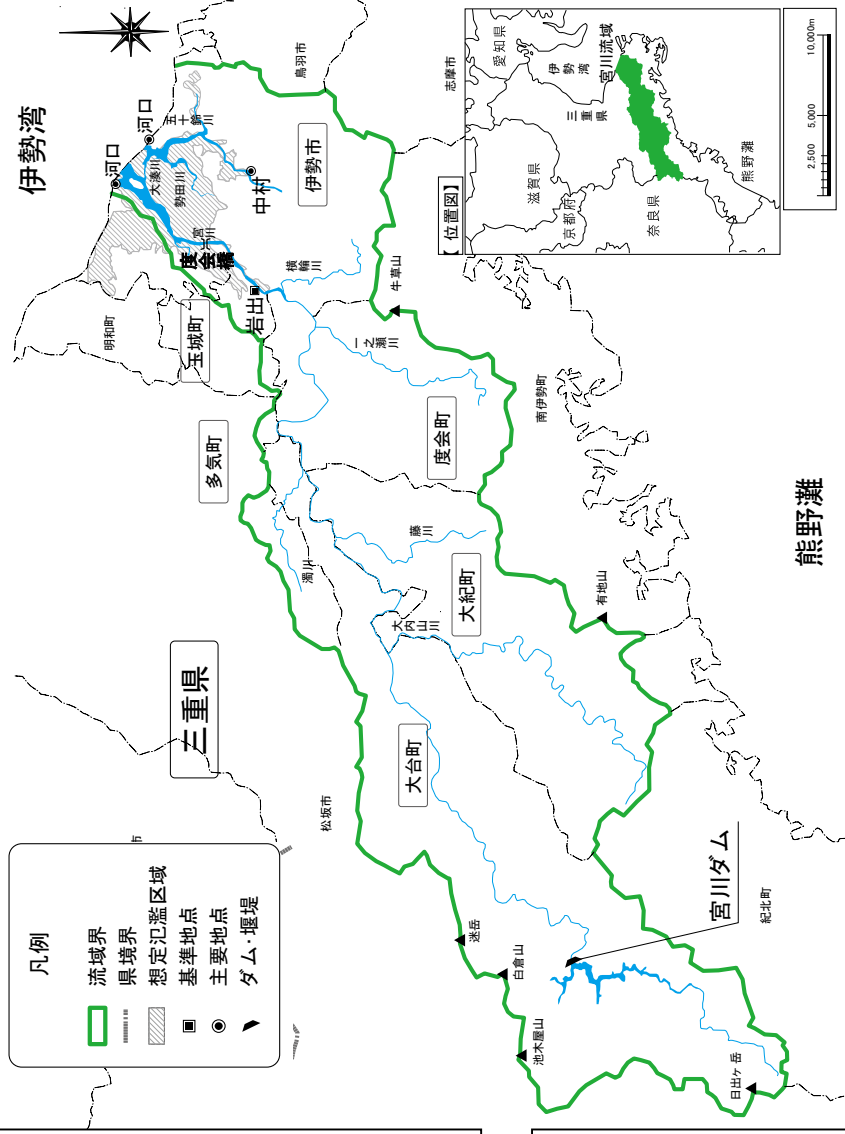 伊勢湾
河口
河口
五十鈴川
大湊川
勢田川
中村
伊勢市
鳥羽市
宮川
度会橋
岩出
横輪川
明和町
玉城町
牛草山
一之瀬川
多気町
度会町
南伊勢町
濁川
藤川
大内山川
大紀町
有地山
熊野灘
三重県
松坂市
市
大台町
迷岳
白倉山
池木屋山
日出ヶ岳
宮川ダム
紀北町
志摩市
凡例
流域界
県境界
想定氾濫区域
基準地点
主要地点
ダム・堰堤
【位置図】
愛知県
伊勢湾
宮川流域
三重県
滋賀県
京都府
奈良県
熊野灘
2,500 5,000 10,000m